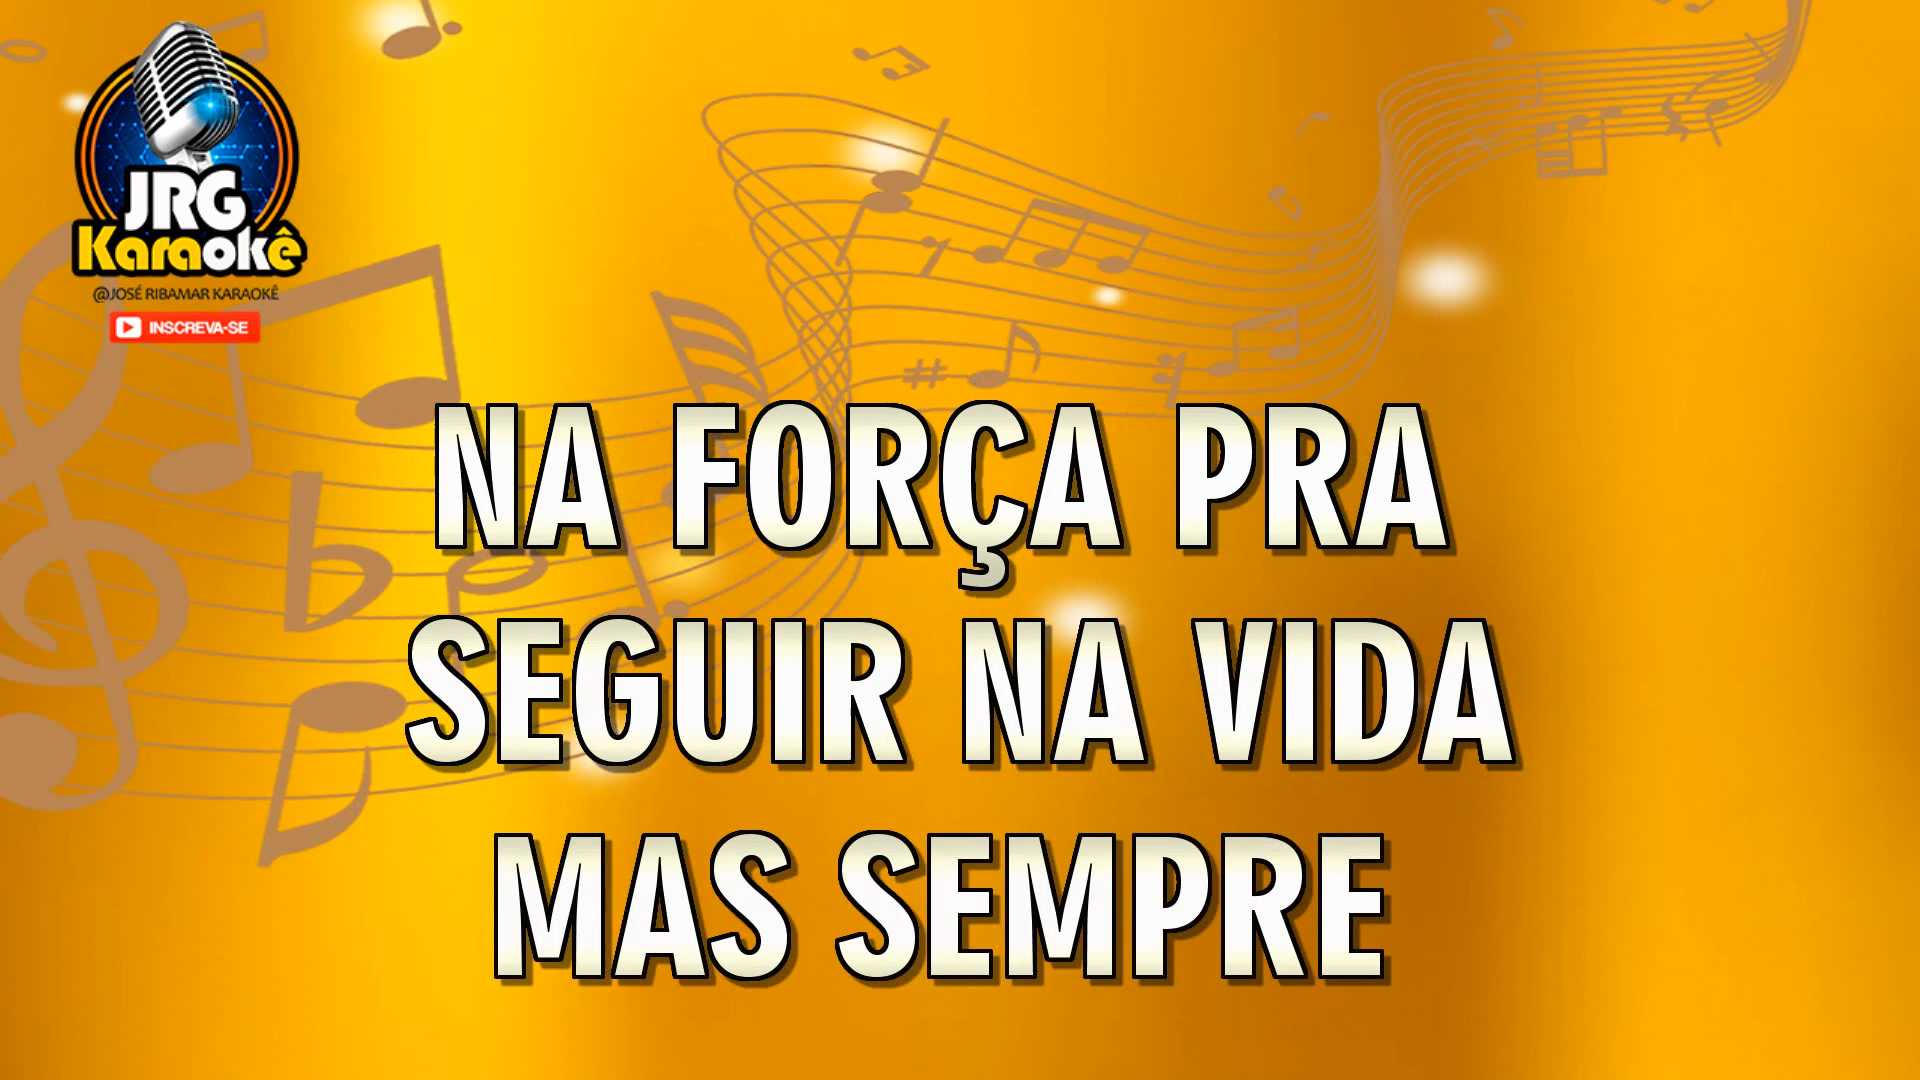 JRG
Karaokê
@JOSÉ RIBAMAR KARAOKÊ
INSCREVA-SE
NA FORÇA PRA
SEGUIR NA VIDA
MAS SEMPRE